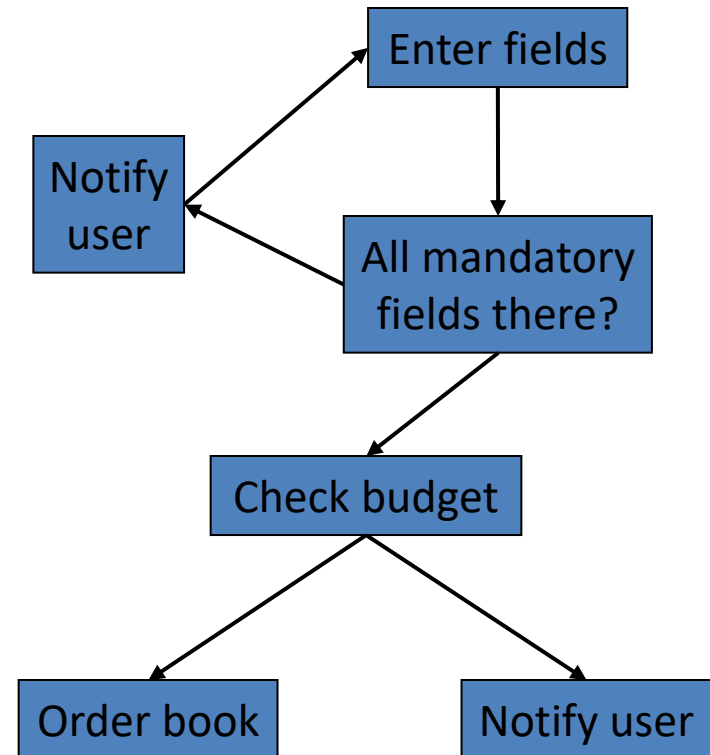 Enter fields
Notify
user
All mandatory
fields there?
Check budget
Order book
Notify user